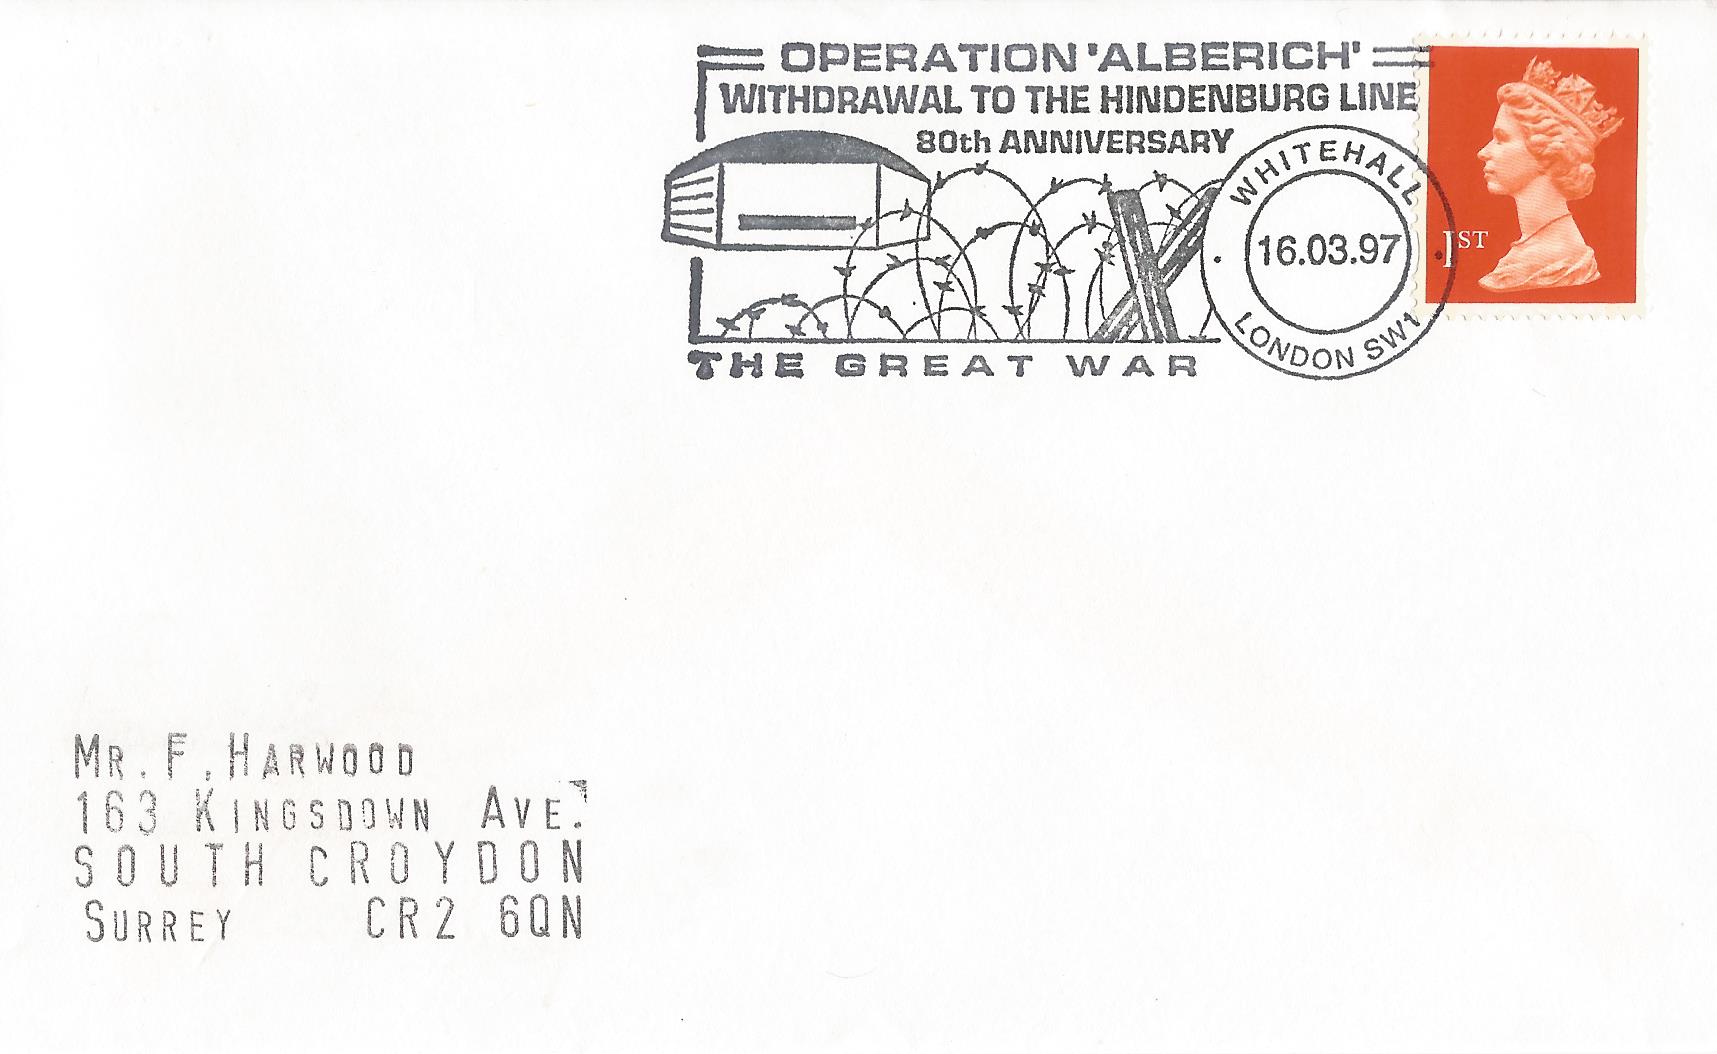 OPERATION 'ALBERICH'
WITHDRAWAL TO THE HINDENBURG LINE
80th ANNIVERSARY
THE GREAT WAR
WHITEHALL
16.03.97
LONDON SW1
1ST
MR. F. HARWOOD
163 KINGSDOWN AVE.
SOUTH CROYDON
SURREY CR2 6QN